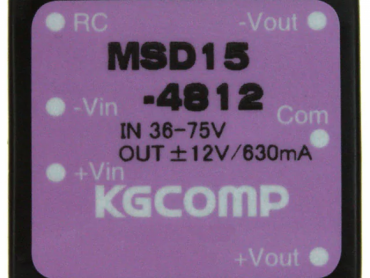 RC -Vout
MSD15
-4812
-Vin
Com
IN 36-75V
OUT ±12V/630mA
+Vin
KGCOMP
+Vout